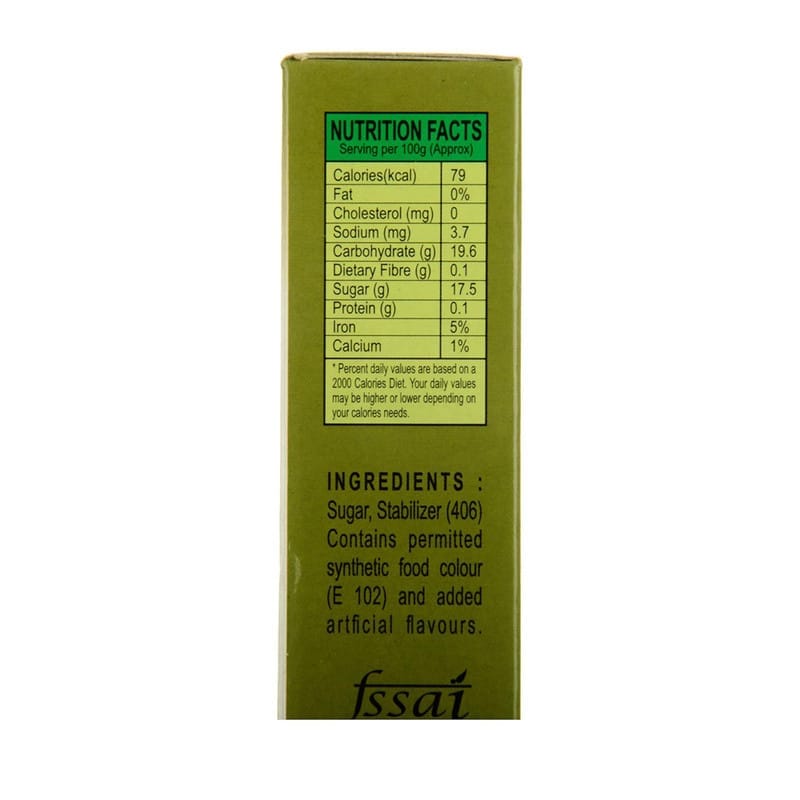 NUTRITION FACTS
Serving per 100g (Approx)
Calories(kcal) 79
Fat 0%
Cholesterol (mg) 0
Sodium (mg) 3.7
Carbohydrate (g) 19.6
Dietary Fibre (g) 0.1
Sugar (g) 17.5
Protein (g) 0.1
Iron 5%
Calcium 1%
* Percent daily values are based on a
2000 Calories Diet. Your daily values
may be higher or lower depending on
your calories needs.
INGREDIENTS :
Sugar, Stabilizer (406)
Contains permitted
synthetic food colour
(E 102) and added
artficial flavours.
fssai